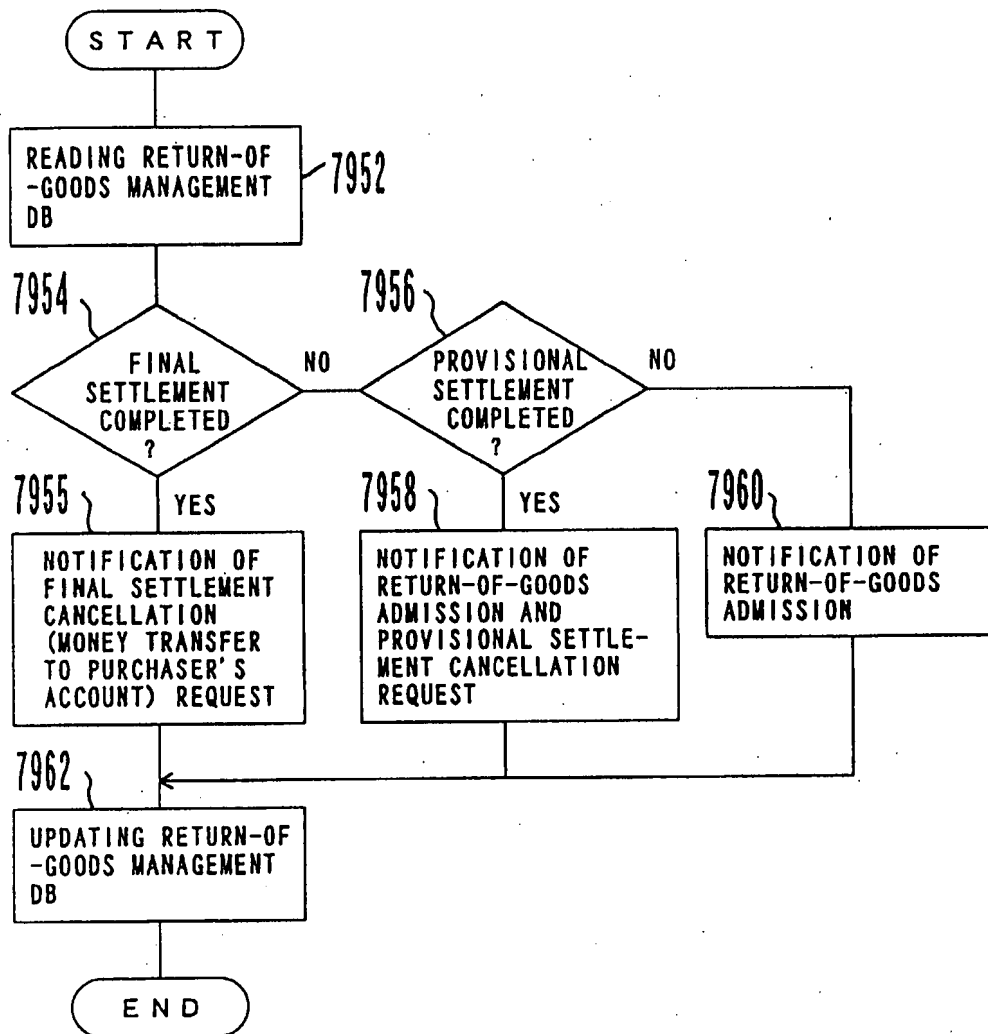 START
READING RETURN-OF
-GOODS MANAGEMENT
DB
7952
7954
FINAL
SETTLEMENT
COMPLETED
?
NO
7956
PROVISIONAL
SETTLEMENT
COMPLETED
?
NO
7955
YES
NOTIFICATION OF
FINAL SETTLEMENT
CANCELLATION
(MONEY TRANSFER
TO PURCHASER'S
ACCOUNT) REQUEST
7958
YES
NOTIFICATION OF
RETURN-OF-GOODS
ADMISSION AND
PROVISIONAL SETTLE-
MENT CANCELLATION
REQUEST
7960
NOTIFICATION OF
RETURN-OF-GOODS
ADMISSION
7962
UPDATING RETURN-OF
-GOODS MANAGEMENT
DB
END